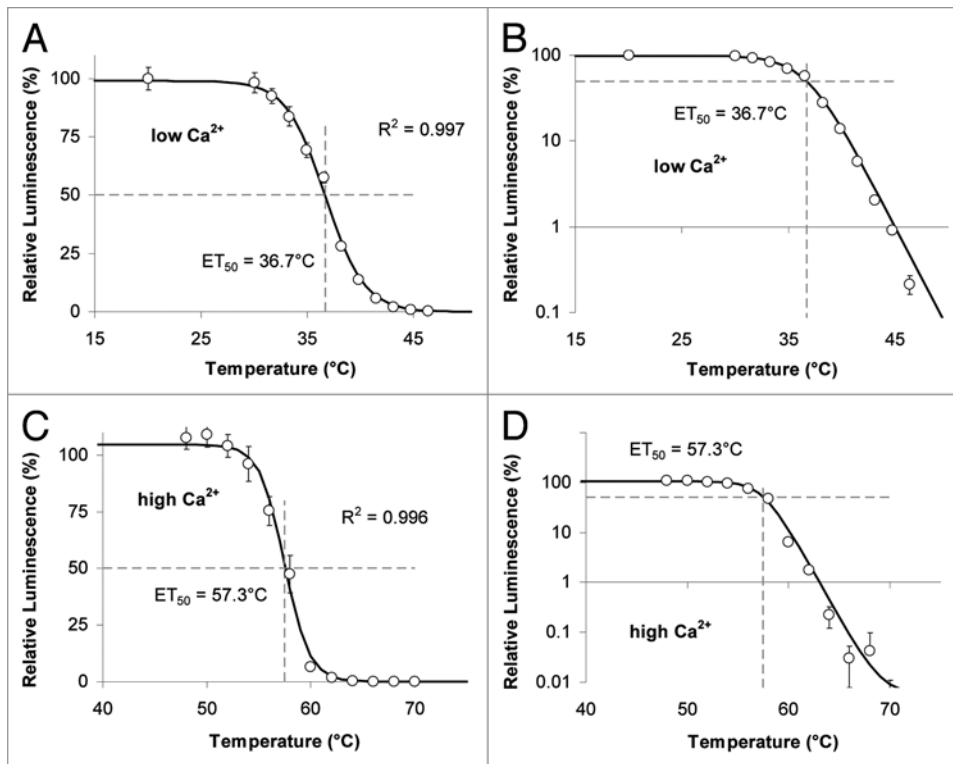 A
Relative Luminescence (%)
100
75
50
25
0
low Ca²⁺
R² = 0.997
ET₅₀ = 36.7°C
15 25 35 45
Temperature (°C)
B
Relative Luminescence (%)
100
10
1
0.1
ET₅₀ = 36.7°C
low Ca²⁺
15 25 35 45
Temperature (°C)
C
Relative Luminescence (%)
100
75
50
25
0
high Ca²⁺
R² = 0.996
ET₅₀ = 57.3°C
40 50 60 70
Temperature (°C)
D
Relative Luminescence (%)
ET₅₀ = 57.3°C
100
10
1
0.1
0.01
high Ca²⁺
40 50 60 70
Temperature (°C)